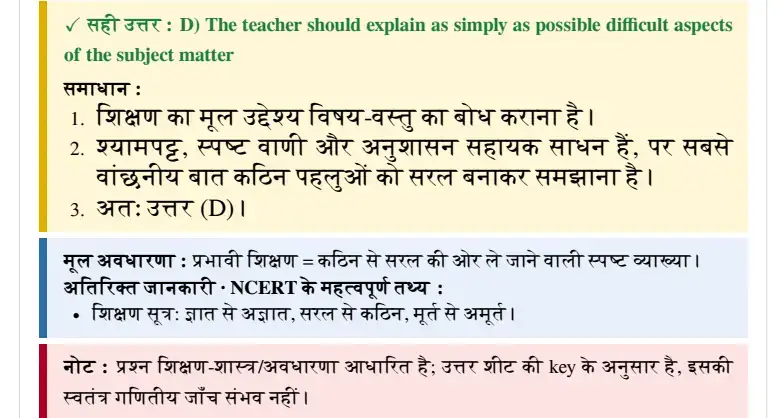 ✓ सही उत्तर : D) The teacher should explain as simply as possible difficult aspects
of the subject matter
समाधान :
1. शिक्षण का मूल उद्देश्य विषय-वस्तु का बोध कराना है।
2. श्यामपट्ट, स्पष्ट वाणी और अनुशासन सहायक साधन हैं, पर सबसे
वांछनीय बात कठिन पहलुओं को सरल बनाकर समझाना है।
3. अतः उत्तर (D)।
मूल अवधारणा : प्रभावी शिक्षण = कठिन से सरल की ओर ले जाने वाली स्पष्ट व्याख्या।
अतिरिक्त जानकारी · NCERT के महत्वपूर्ण तथ्य :
• शिक्षण सूत्र: ज्ञात से अज्ञात, सरल से कठिन, मूर्त से अमूर्त।
नोट : प्रश्न शिक्षण-शास्त्र/अवधारणा आधारित है; उत्तर शीट की key के अनुसार है, इसकी
स्वतंत्र गणितीय जाँच संभव नहीं।